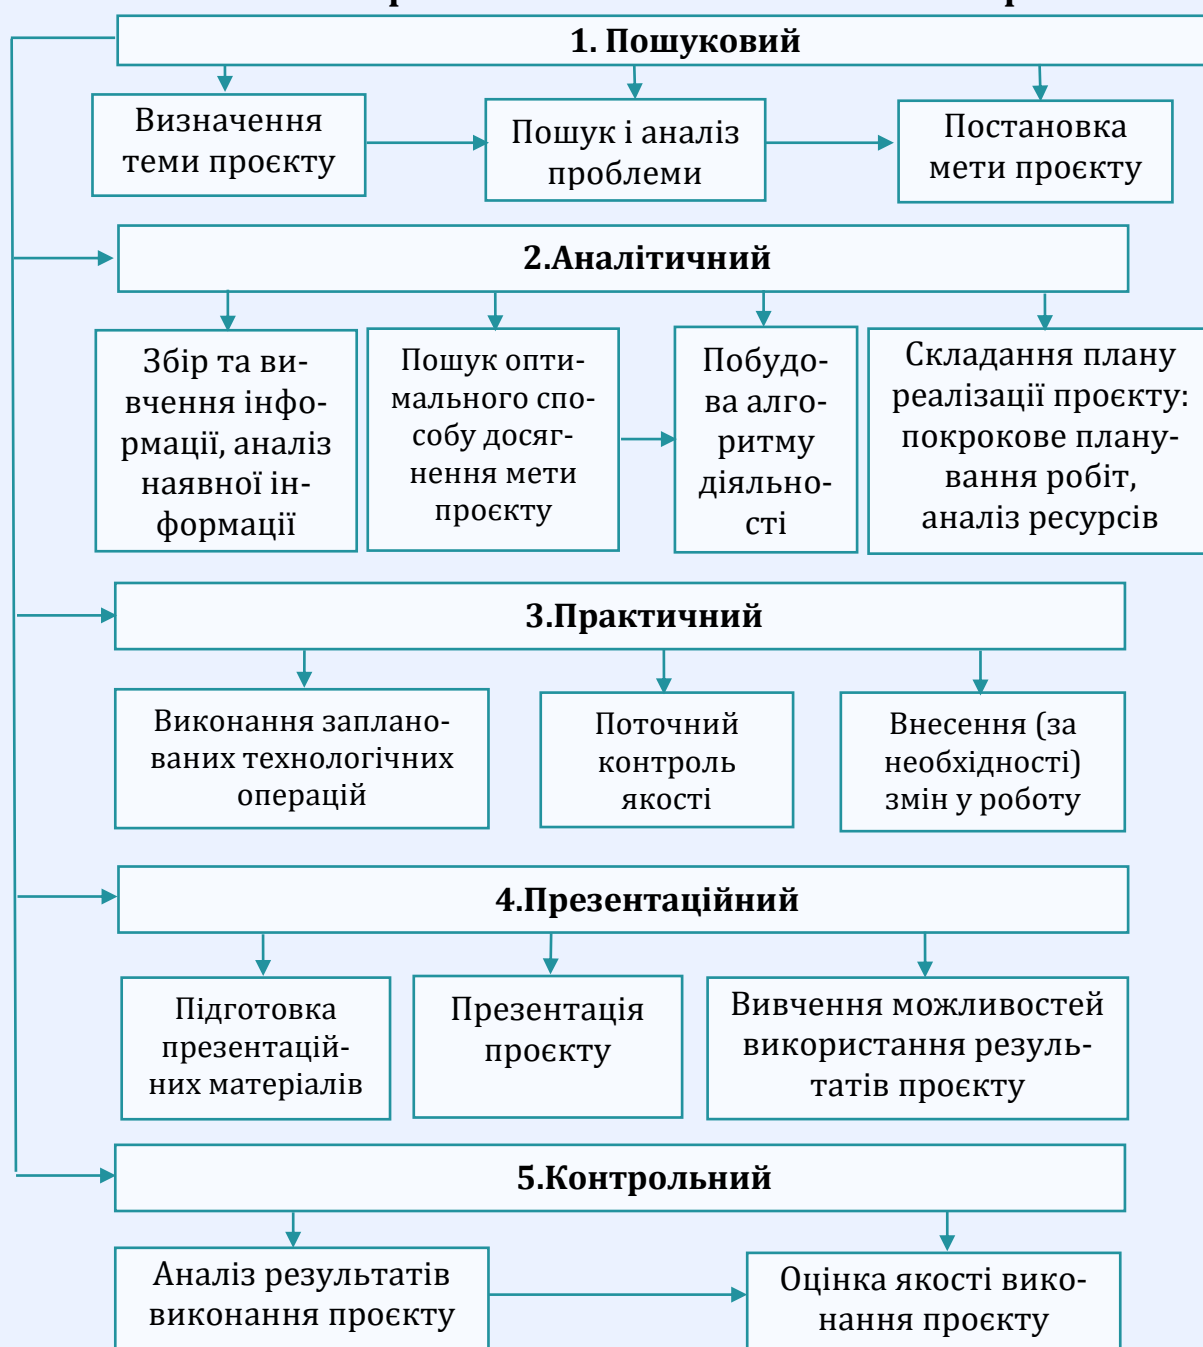 1. Пошуковий
Визначення
теми проєкту
Пошук і аналіз
проблеми
Постановка
мети проєкту
2.Аналітичний
Збір та ви-
вчення інфо-
рмації, аналіз
наявної ін-
формації
Пошук опти-
мального спо-
собу досяг-
нення мети
проєкту
Побудо-
ва алго-
ритму
діяльно-
сті
Складання плану
реалізації проєкту:
покрокове плану-
вання робіт,
аналіз ресурсів
3.Практичний
Виконання заплано-
ваних технологічних
операцій
Поточний
контроль
якості
Внесення (за
необхідності)
змін у роботу
4.Презентаційний
Підготовка
презентацій-
них матеріалів
Презентація
проєкту
Вивчення можливостей
використання резуль-
татів проєкту
5.Контрольний
Аналіз результатів
виконання проєкту
Оцінка якості вико-
нання проєкту